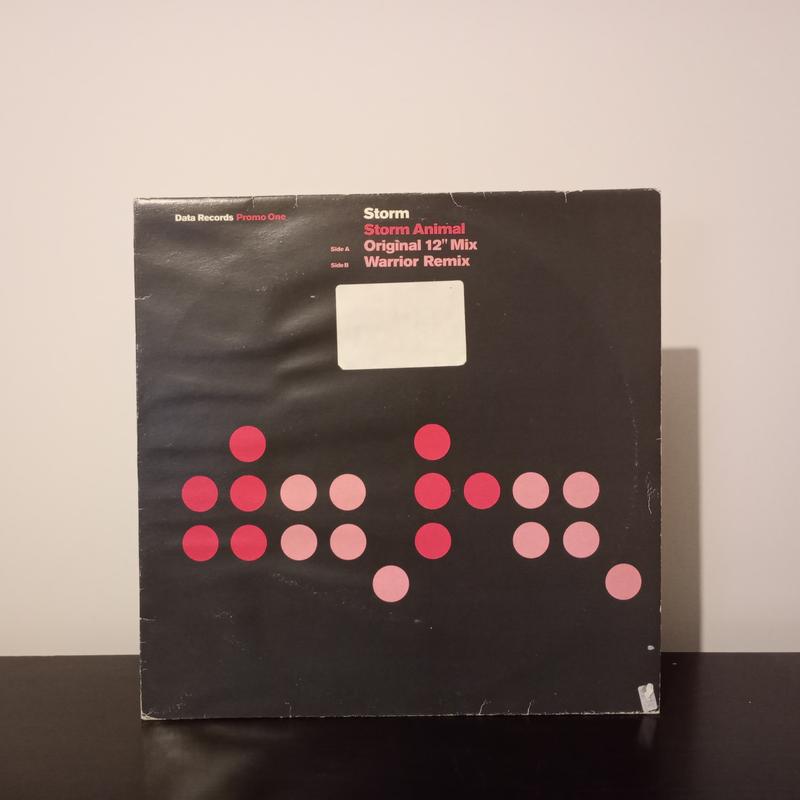 Data Records Promo One
Storm
Storm Animal
Side A Original 12" Mix
Side B Warrior Remix